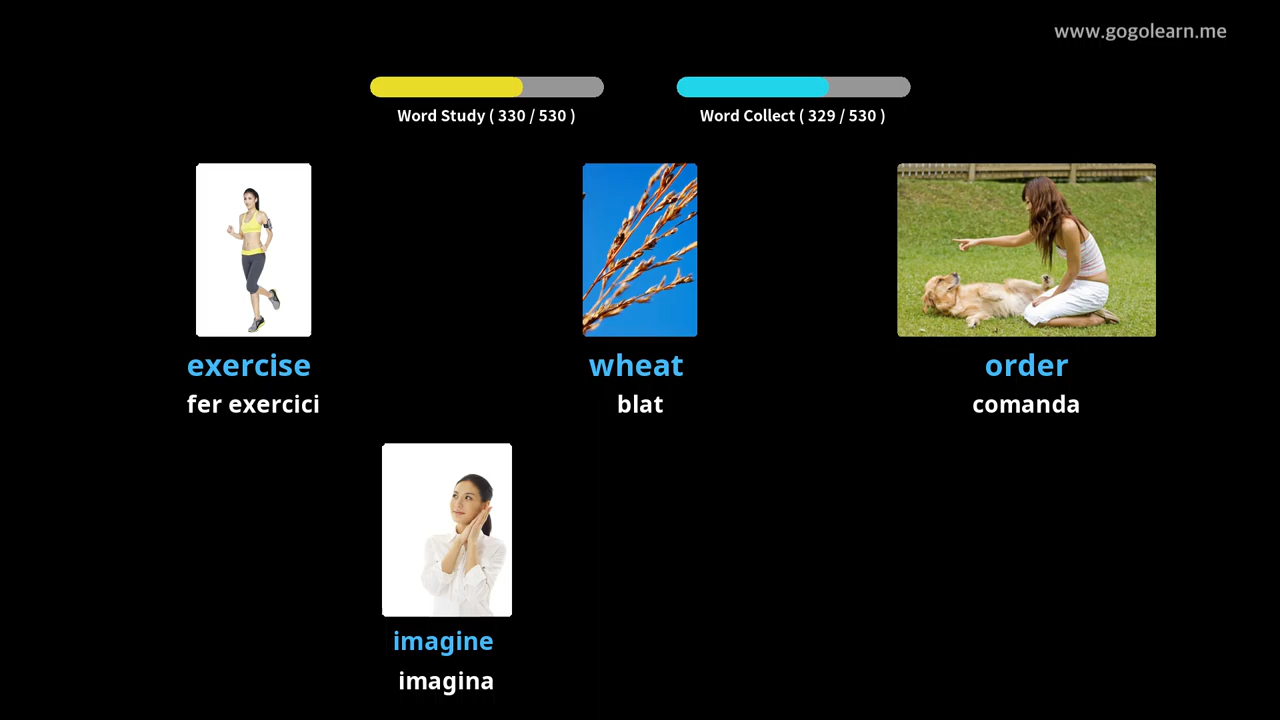 www.gogolearn.me
Word Study ( 330 / 530 )
Word Collect ( 329 / 530 )
exercise
fer exercici
wheat
blat
order
comanda
imagine
imagina